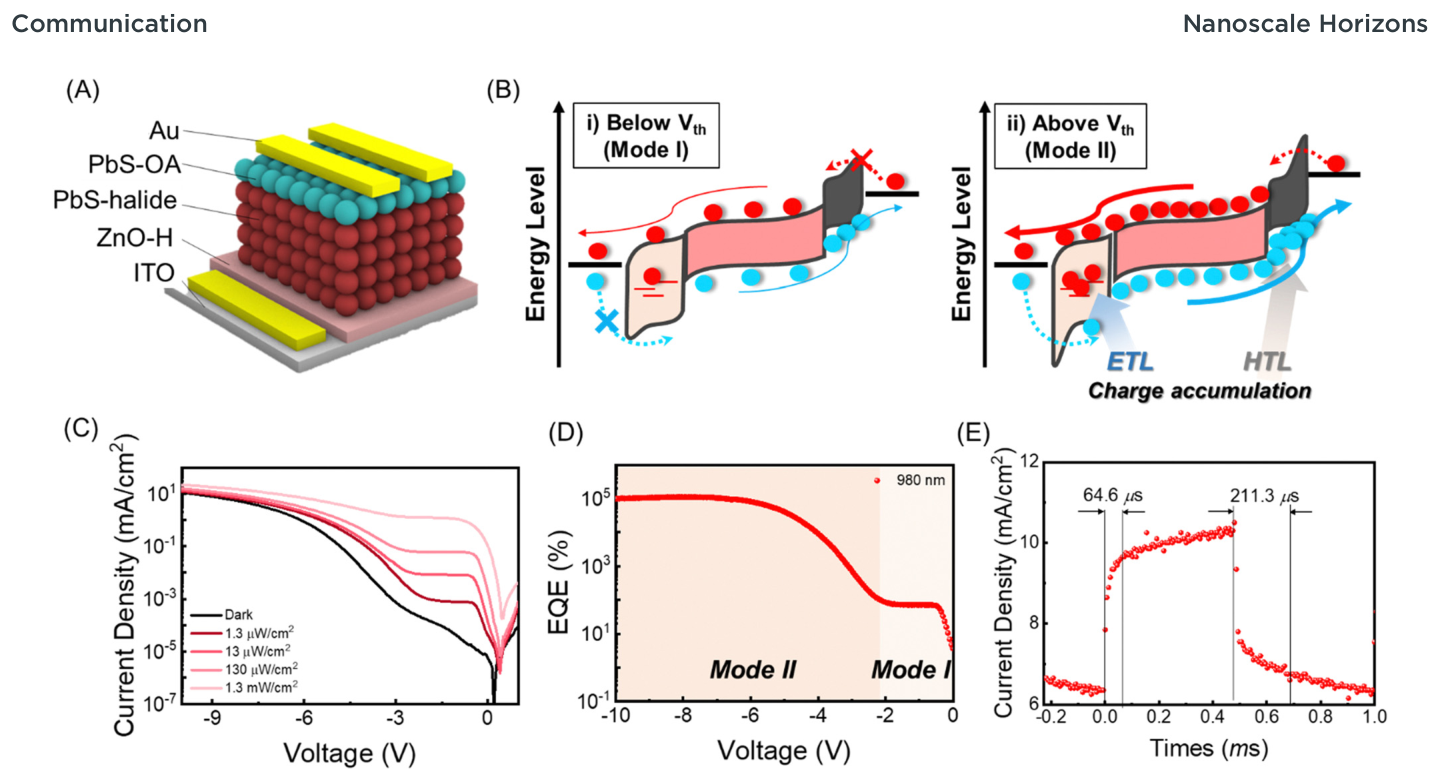 Communication
Nanoscale Horizons
(A)
Au
PbS-OA
PbS-halide
ZnO-H
ITO
(B)
Energy Level
i) Below Vth
(Mode I)
Energy Level
ii) Above Vth
(Mode II)
ETL
HTL
Charge accumulation
(C)
Current Density (mA/cm²)
10¹
10⁻¹
10⁻³
10⁻⁵
10⁻⁷
Dark
1.3 μW/cm²
13 μW/cm²
130 μW/cm²
1.3 mW/cm²
-9
-6
-3
0
Voltage (V)
(D)
EQE (%)
10⁵
10³
10¹
10⁻¹
980 nm
Mode II
Mode I
-10
-8
-6
-4
-2
0
Voltage (V)
(E)
Current Density (mA/cm²)
12
10
8
6
64.6 μs
211.3 μs
-0.2
0.0
0.2
0.4
0.6
0.8
1.0
Times (ms)